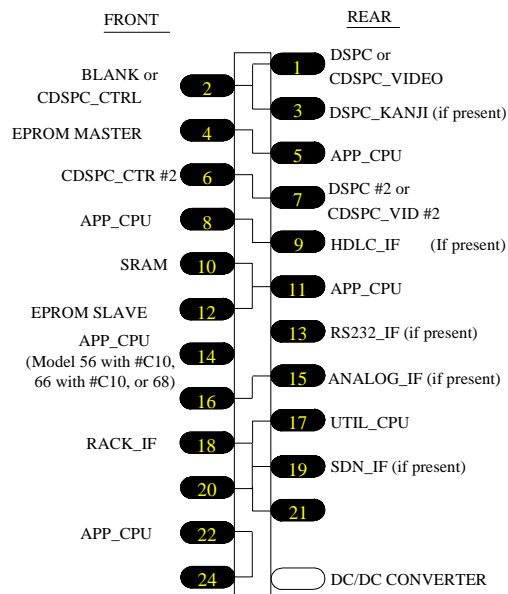 FRONT
REAR
1 DSPC or
CDSPC_VIDEO
BLANK or
CDSPC_CTRL 2
3 DSPC_KANJI (if present)
EPROM MASTER 4
5 APP_CPU
CDSPC_CTR #2 6
7 DSPC #2 or
CDSPC_VID #2
APP_CPU 8
9 HDLC_IF (If present)
SRAM 10
11 APP_CPU
EPROM SLAVE 12
13 RS232_IF (if present)
APP_CPU
(Model 56 with #C10,
66 with #C10, or 68) 14
15 ANALOG_IF (if present)
16
17 UTIL_CPU
RACK_IF 18
19 SDN_IF (if present)
20
21
APP_CPU 22
24
DC/DC CONVERTER